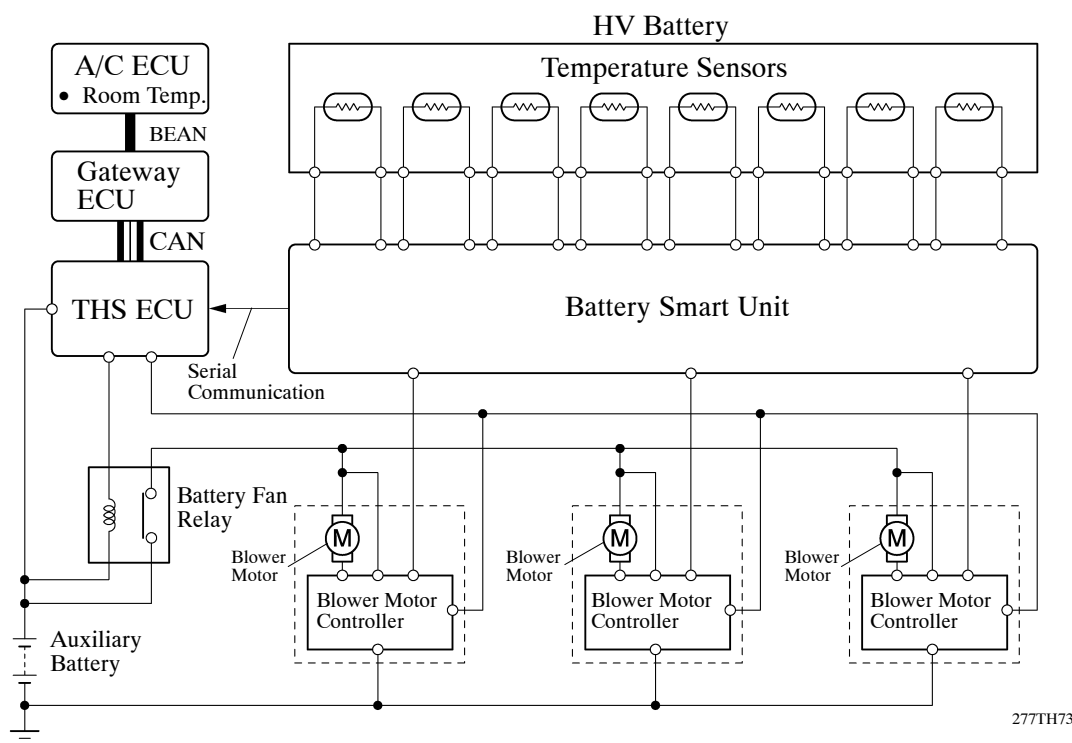 HV Battery
A/C ECU
• Room Temp.
Temperature Sensors
BEAN
Gateway
ECU
CAN
THS ECU
Battery Smart Unit
Serial
Communication
Battery Fan
Relay
M
M
M
Blower
Motor
Blower
Motor
Blower
Motor
Blower Motor
Controller
Blower Motor
Controller
Blower Motor
Controller
Auxiliary
Battery
277TH73